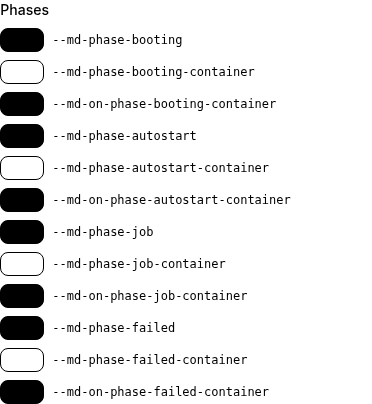 Phases
--md-phase-booting
--md-phase-booting-container
--md-on-phase-booting-container
--md-phase-autostart
--md-phase-autostart-container
--md-on-phase-autostart-container
--md-phase-job
--md-phase-job-container
--md-on-phase-job-container
--md-phase-failed
--md-phase-failed-container
--md-on-phase-failed-container